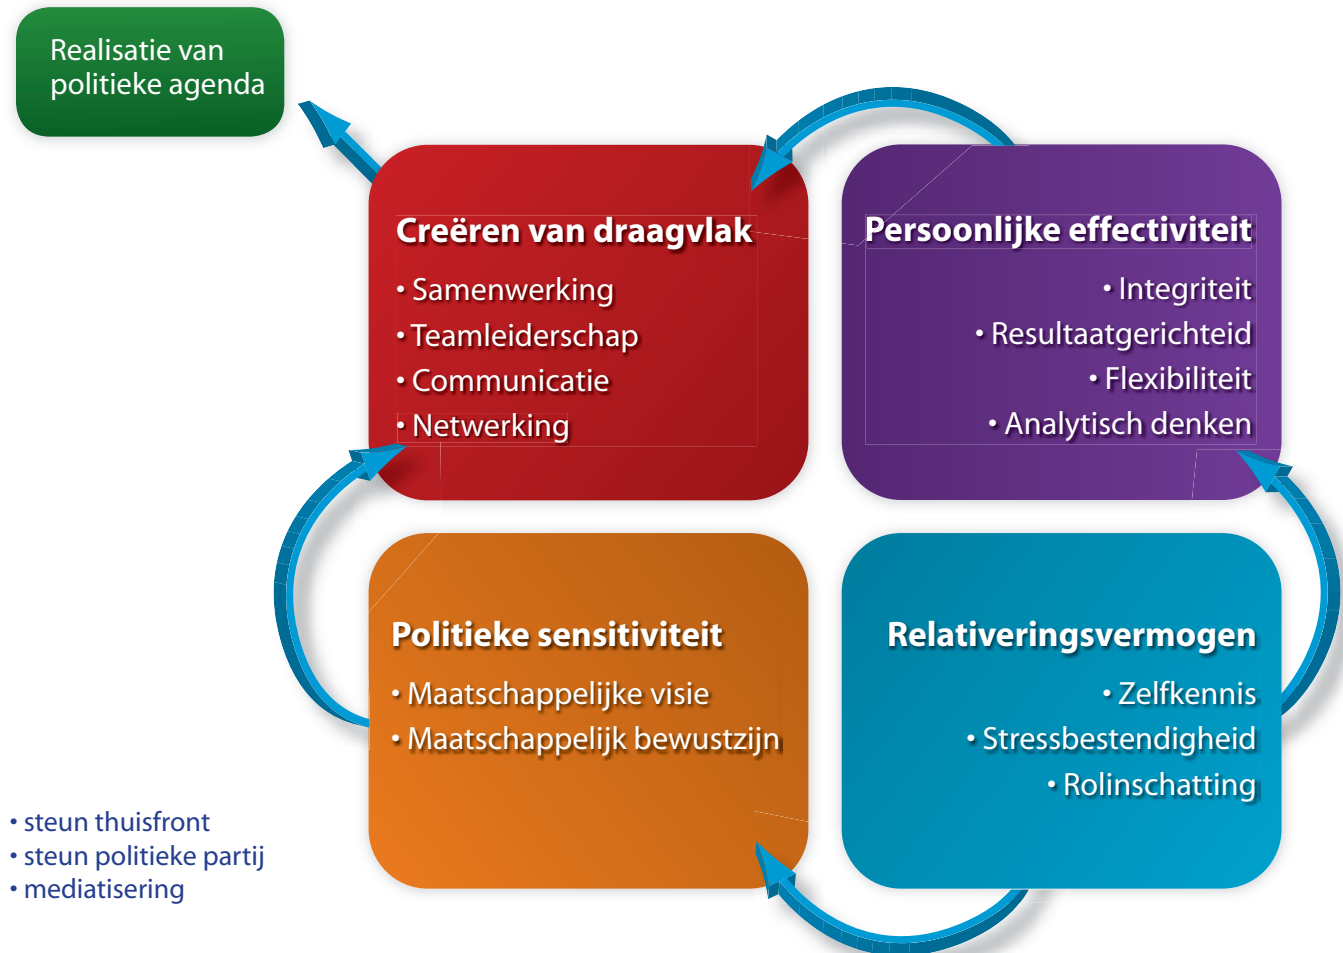 Realisatie van
politieke agenda
Creëren van draagvlak
• Samenwerking
• Teamleiderschap
• Communicatie
• Netwerking
Persoonlijke effectiviteit
• Integriteit
• Resultaatgerichteid
• Flexibiliteit
• Analytisch denken
Politieke sensitiviteit
• Maatschappelijke visie
• Maatschappelijk bewustzijn
Relativeringsvermogen
• Zelfkennis
• Stressbestendigheid
• Rolinschatting
• steun thuisfront
• steun politieke partij
• mediatisering